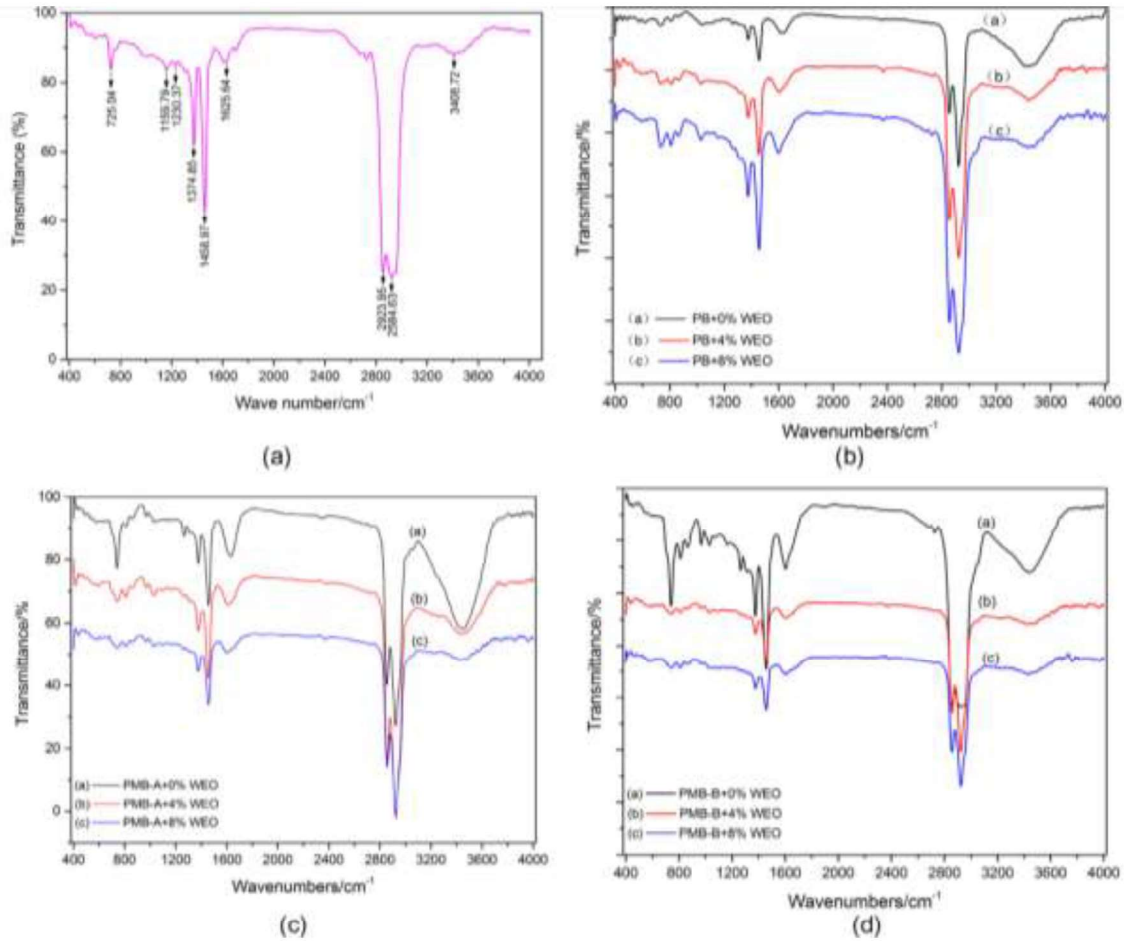 100
80
60
40
20
0
Transmittance (%)
725.04
1159.79
1230.37
1374.85
1458.97
1625.64
2923.95
2584.63
3408.72
400 800 1200 1600 2000 2400 2800 3200 3600 4000
Wave number/cm-1
(a)
Transmittance/%
(a)
(b)
(c)
(a) PB+0% WEO
(b) PB+4% WEO
(c) PB+8% WEO
400 800 1200 1600 2000 2400 2800 3200 3600 4000
Wavenumbers/cm-1
(b)
100
80
60
40
20
0
Transmittance/%
(a)
(b)
(c)
(a) PMB-A+0% WEO
(b) PMB-A+4% WEO
(c) PMB-A+8% WEO
400 800 1200 1600 2000 2400 2800 3200 3600 4000
Wavenumbers/cm-1
(c)
Transmittance/%
(a)
(b)
(c)
(a) PMB-B+0% WEO
(b) PMB-B+4% WEO
(c) PMB-B+8% WEO
400 800 1200 1600 2000 2400 2800 3200 3600 4000
Wavenumbers/cm-1
(d)